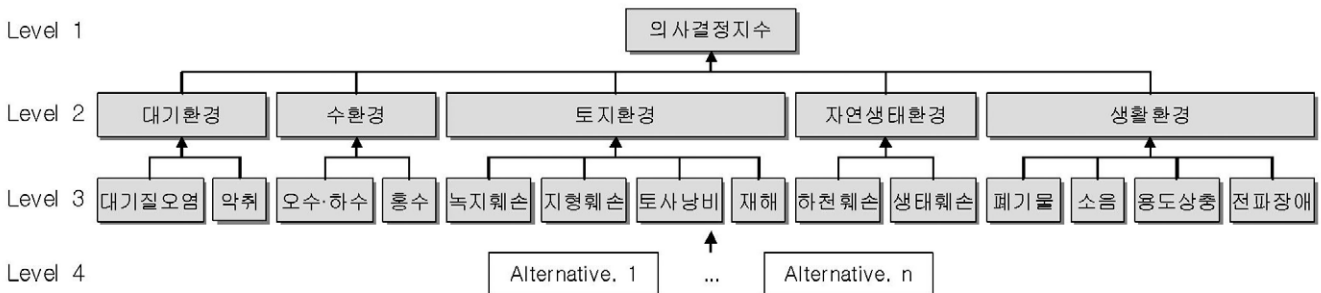 Level 1 의사결정지수
Level 2 대기환경 수환경 토지환경 자연생태환경 생활환경
Level 3 대기질오염 악취 오수·하수 홍수 녹지훼손 지형훼손 토사낭비 재해 하천훼손 생태훼손 폐기물 소음 용도상충 전파장애
Level 4 Alternative. 1 ... Alternative. n